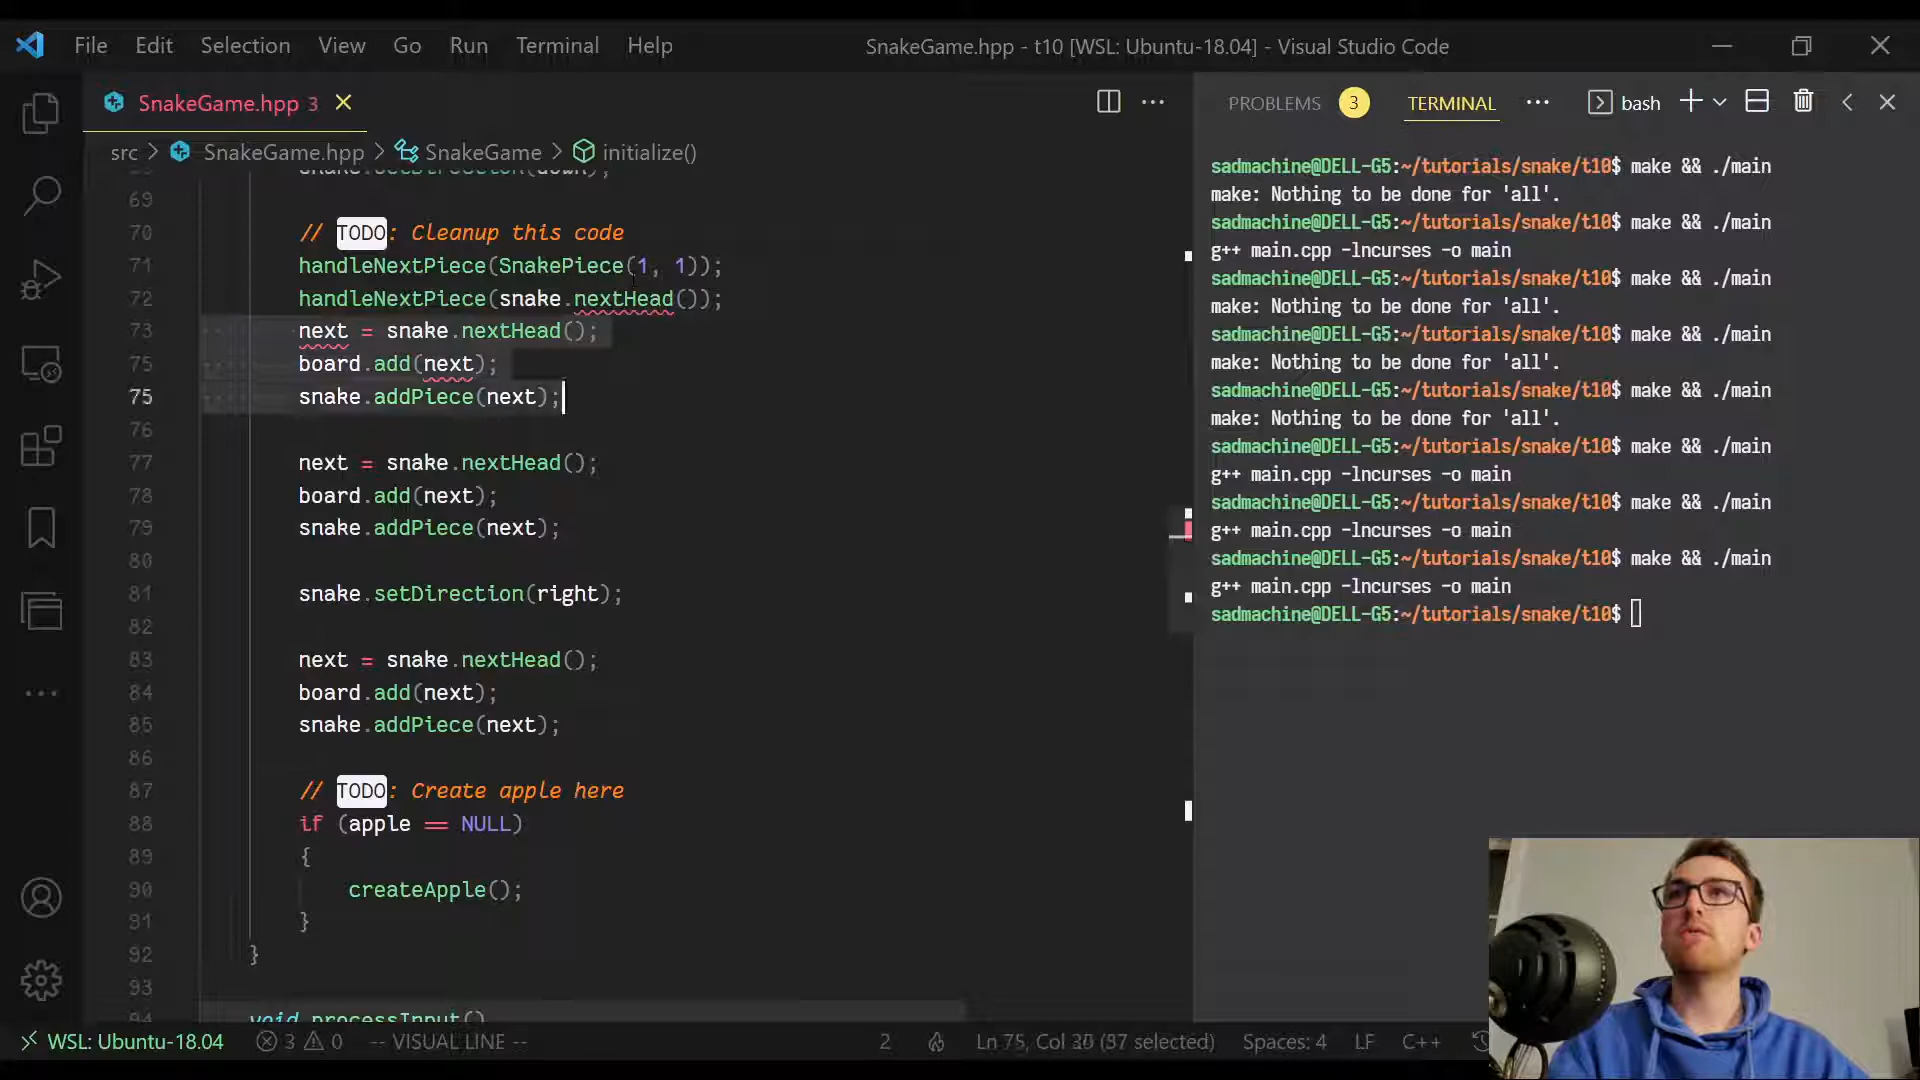 File Edit Selection View Go Run Terminal Help
SnakeGame.hpp - t10 [WSL: Ubuntu-18.04] - Visual Studio Code
SnakeGame.hpp 3
src > SnakeGame.hpp > SnakeGame > initialize()
snake.setDirection(down);
69
70 // TODO: Cleanup this code
71 handleNextPiece(SnakePiece(1, 1));
72 handleNextPiece(snake.nextHead());
73 next = snake.nextHead();
75 board.add(next);
75 snake.addPiece(next);
76
77 next = snake.nextHead();
78 board.add(next);
79 snake.addPiece(next);
80
81 snake.setDirection(right);
82
83 next = snake.nextHead();
84 board.add(next);
85 snake.addPiece(next);
86
87 // TODO: Create apple here
88 if (apple == NULL)
89 {
90 createApple();
91 }
92 }
93
94 void processInput()
PROBLEMS 3 TERMINAL ... bash
sadmachine@DELL-G5:~/tutorials/snake/t10$ make && ./main
make: Nothing to be done for 'all'.
sadmachine@DELL-G5:~/tutorials/snake/t10$ make && ./main
g++ main.cpp -lncurses -o main
sadmachine@DELL-G5:~/tutorials/snake/t10$ make && ./main
make: Nothing to be done for 'all'.
sadmachine@DELL-G5:~/tutorials/snake/t10$ make && ./main
make: Nothing to be done for 'all'.
sadmachine@DELL-G5:~/tutorials/snake/t10$ make && ./main
make: Nothing to be done for 'all'.
sadmachine@DELL-G5:~/tutorials/snake/t10$ make && ./main
g++ main.cpp -lncurses -o main
sadmachine@DELL-G5:~/tutorials/snake/t10$ make && ./main
g++ main.cpp -lncurses -o main
sadmachine@DELL-G5:~/tutorials/snake/t10$ make && ./main
g++ main.cpp -lncurses -o main
sadmachine@DELL-G5:~/tutorials/snake/t10$
WSL: Ubuntu-18.04 3 0 -- VISUAL LINE -- 2 Ln 75, Col (selected) Spaces: 4 LF C++